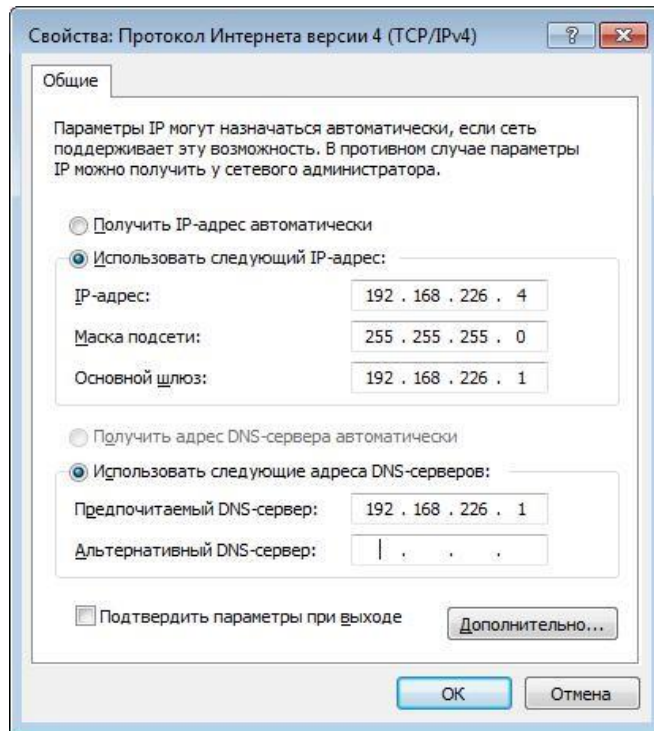 Свойства: Протокол Интернета версии 4 (TCP/IPv4)
Общие
Параметры IP могут назначаться автоматически, если сеть
поддерживает эту возможность. В противном случае параметры
IP можно получить у сетевого администратора.
Получить IP-адрес автоматически
Использовать следующий IP-адрес:
IP-адрес: 192 . 168 . 226 . 4
Маска подсети: 255 . 255 . 255 . 0
Основной шлюз: 192 . 168 . 226 . 1
Получить адрес DNS-сервера автоматически
Использовать следующие адреса DNS-серверов:
Предпочитаемый DNS-сервер: 192 . 168 . 226 . 1
Альтернативный DNS-сервер: . . .
Подтвердить параметры при выходе
Дополнительно...
ОК
Отмена